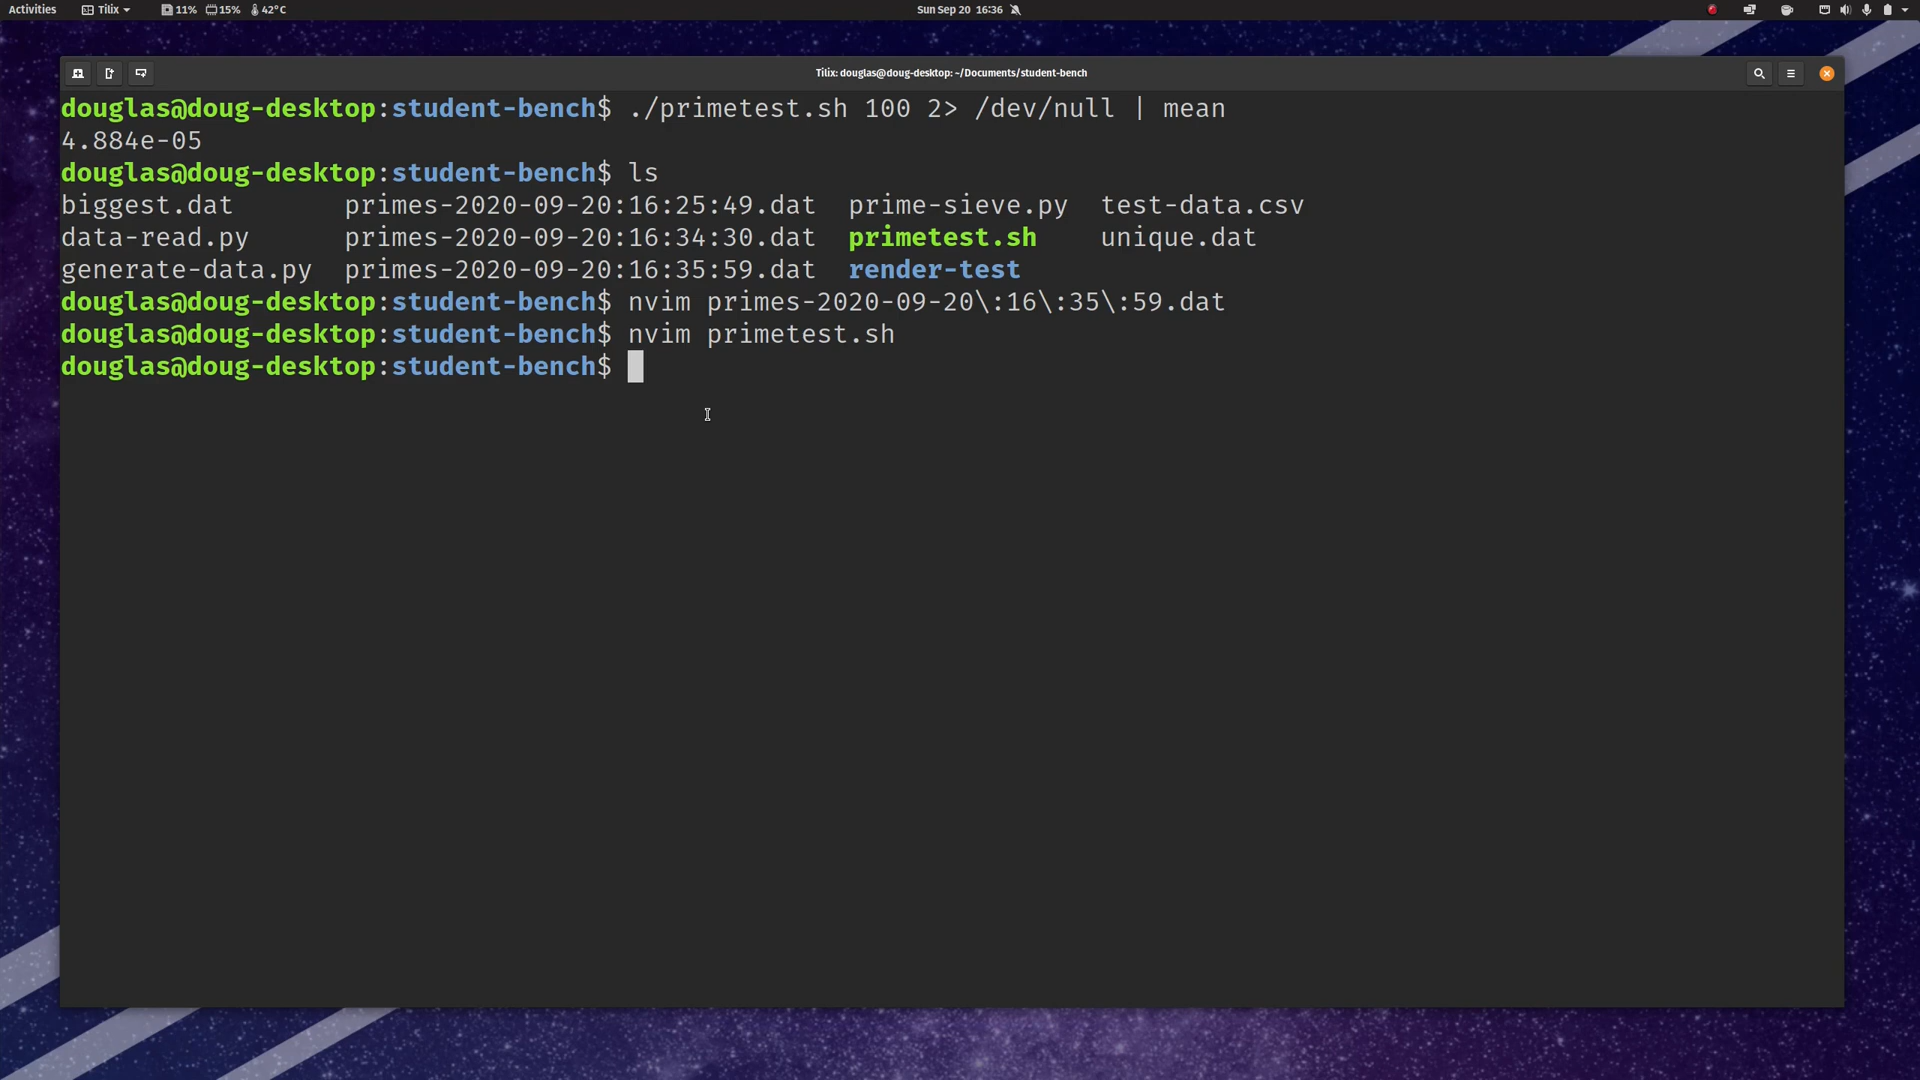 Activities Tilix 11% 15% 42°C Sun Sep 20 16:36
Tilix: douglas@doug-desktop: ~/Documents/student-bench
douglas@doug-desktop:student-bench$ ./primetest.sh 100 2> /dev/null | mean
4.884e-05
douglas@doug-desktop:student-bench$ ls
biggest.dat primes-2020-09-20:16:25:49.dat prime-sieve.py test-data.csv
data-read.py primes-2020-09-20:16:34:30.dat primetest.sh unique.dat
generate-data.py primes-2020-09-20:16:35:59.dat render-test
douglas@doug-desktop:student-bench$ nvim primes-2020-09-20\:16\:35\:59.dat
douglas@doug-desktop:student-bench$ nvim primetest.sh
douglas@doug-desktop:student-bench$